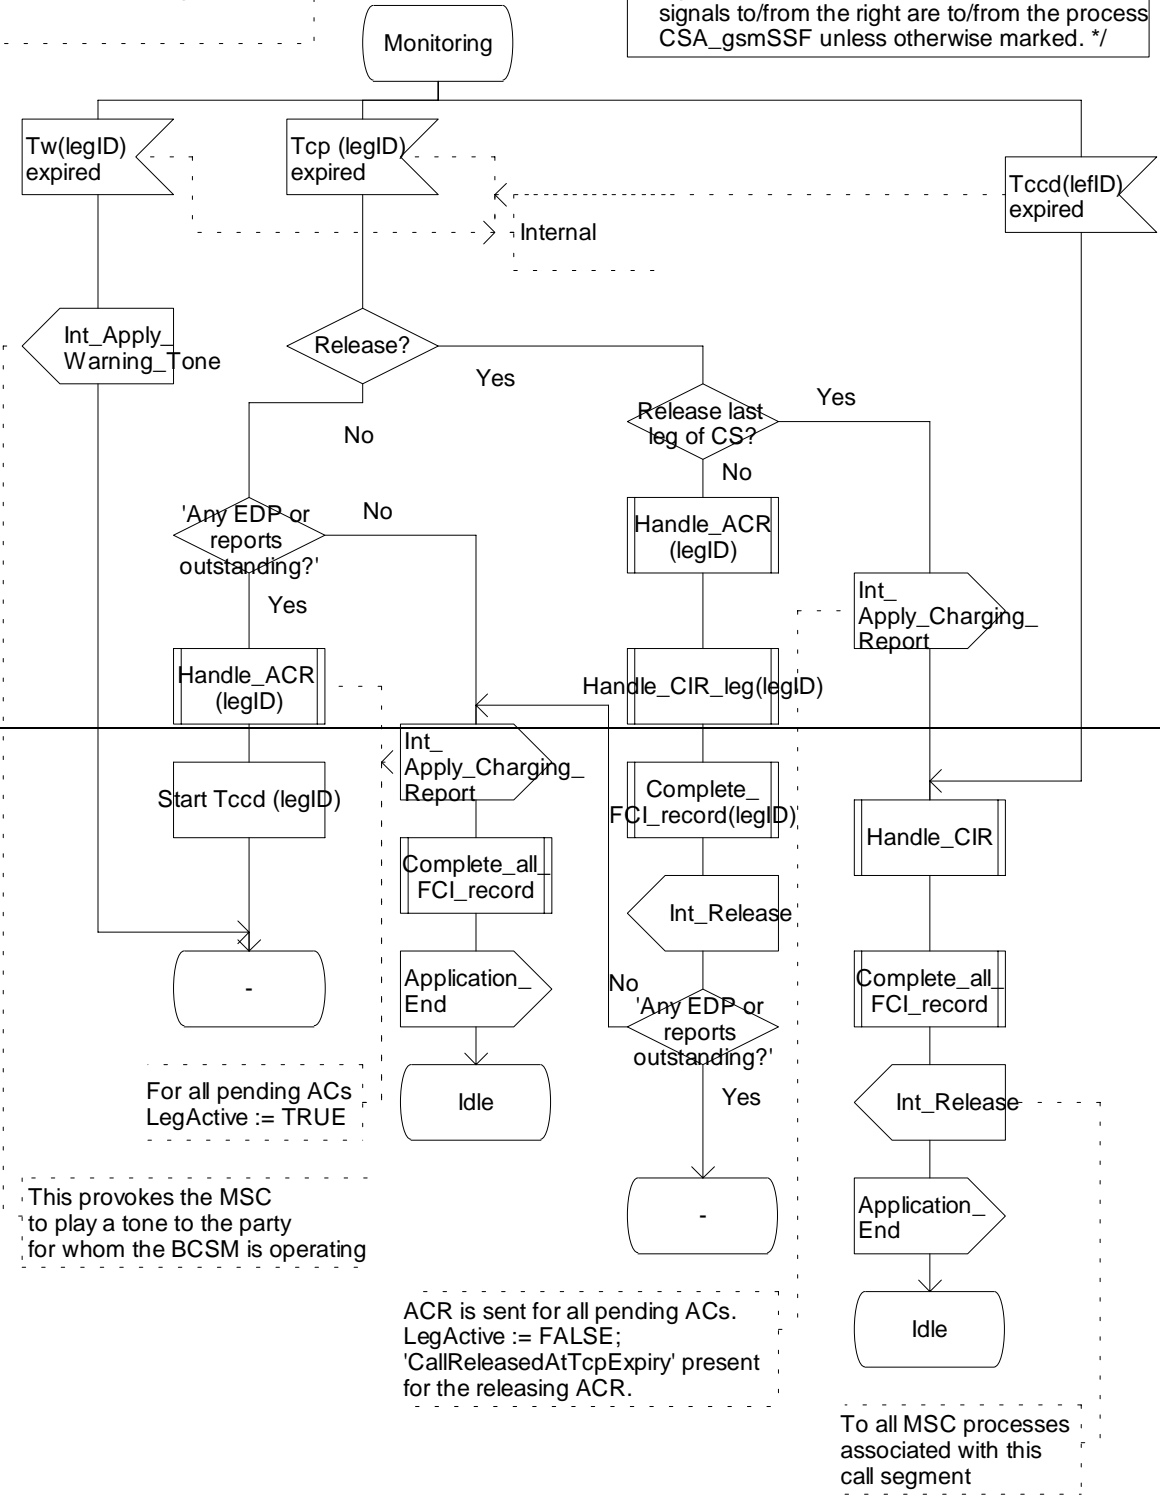 signals to/from the right are to/from the process
CSA_gsmSSF unless otherwise marked. */
Monitoring
Tw(legID)
expired
Tcp (legID)
expired
Tccd(lefID)
expired
Internal
Int_Apply_
Warning_Tone
Release?
Yes
No
Release last
leg of CS?
Yes
No
'Any EDP or
reports
outstanding?'
No
Yes
Handle_ACR
(legID)
Int_
Apply_Charging_
Report
Handle_ACR
(legID)
Handle_CIR_leg(legID)
Int_
Apply_Charging_
Report
Start Tccd (legID)
Complete_
FCI_record(legID)
Handle_CIR
Complete_all_
FCI_record
Int_Release
Application_
End
No
'Any EDP or
reports
outstanding?'
Yes
Complete_all_
FCI_record
-
For all pending ACs
LegActive := TRUE
Idle
Int_Release
This provokes the MSC
to play a tone to the party
for whom the BCSM is operating
-
Application_
End
ACR is sent for all pending ACs.
LegActive := FALSE;
'CallReleasedAtTcpExpiry' present
for the releasing ACR.
Idle
To all MSC processes
associated with this
call segment